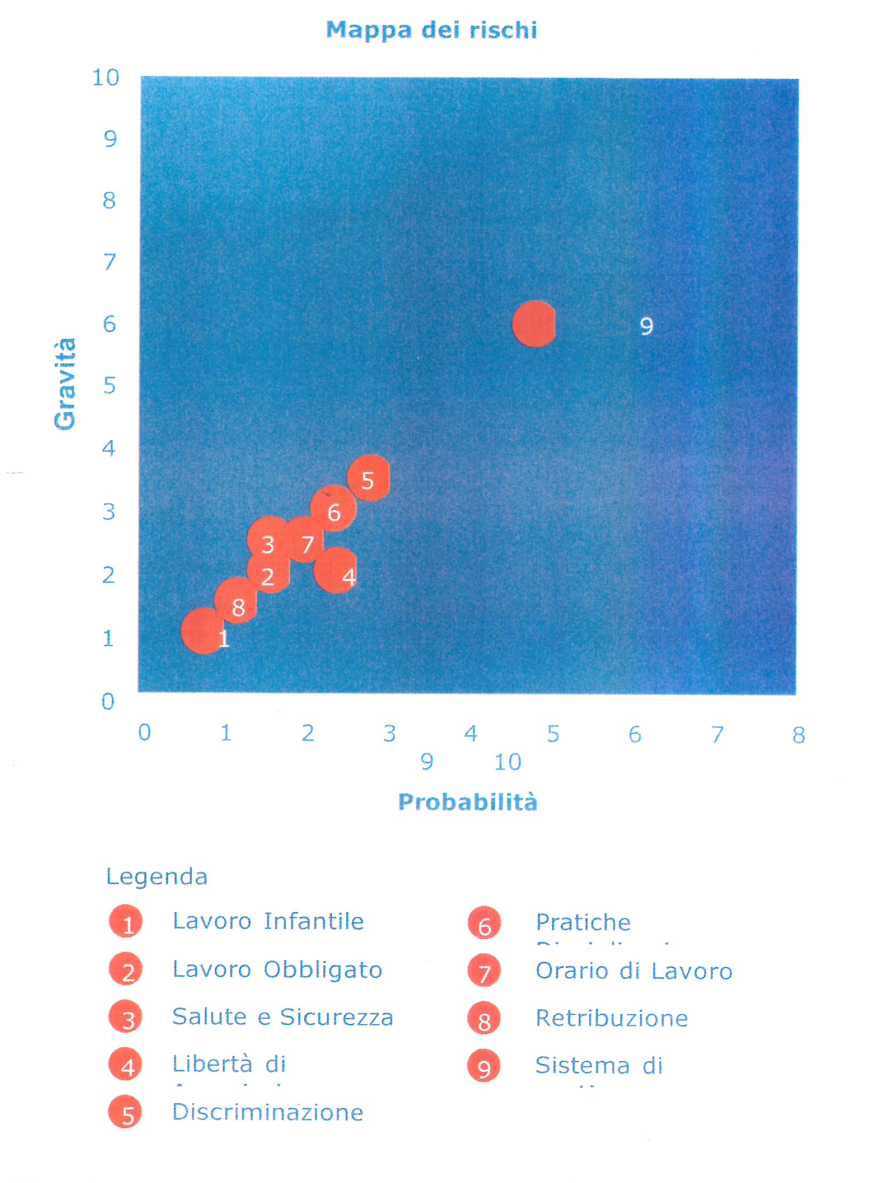 Mappa dei rischi
10
9
8
7
6
5
4
3
2
1
0
Gravità
9
5
6
3
7
2
4
8
1
0 1 2 3 4 5 6 7 8
9 10
Probabilità
Legenda
1 Lavoro Infantile
2 Lavoro Obbligato
3 Salute e Sicurezza
4 Libertà di
5 Discriminazione
6 Pratiche
7 Orario di Lavoro
8 Retribuzione
9 Sistema di